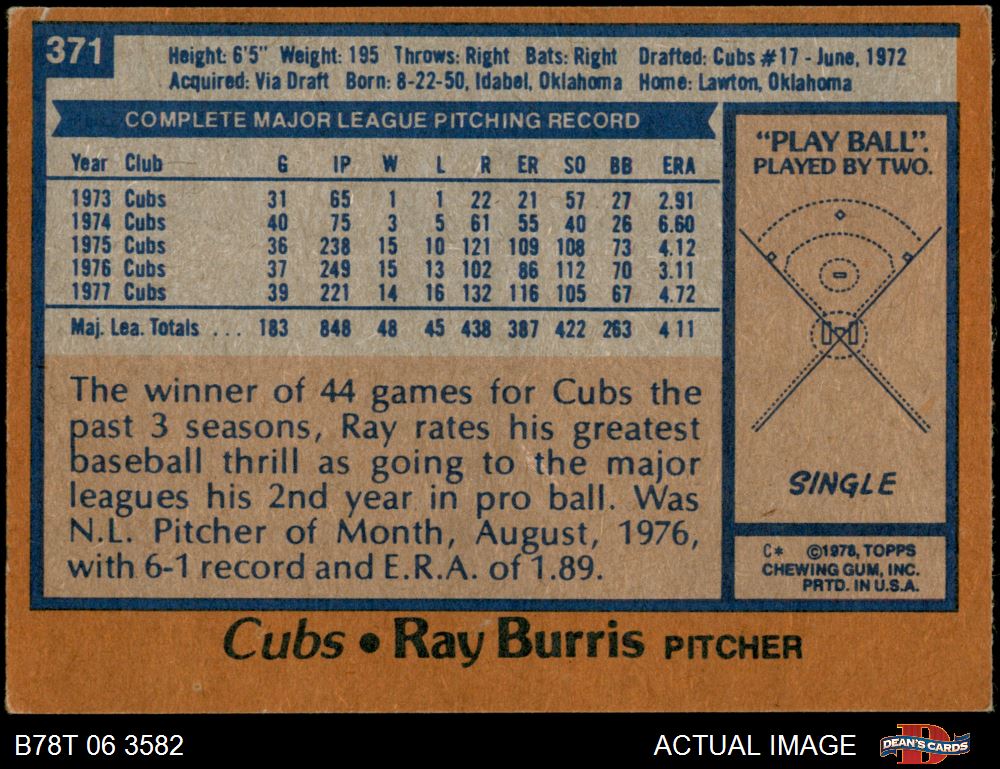 371
Height: 6'5" Weight: 195 Throws: Right Bats: Right Drafted: Cubs #17 - June, 1972
Acquired: Via Draft Born: 8-22-50, Idabel, Oklahoma Home: Lawton, Oklahoma
COMPLETE MAJOR LEAGUE PITCHING RECORD
Year Club G IP W L R ER SO BB ERA
1973 Cubs 31 65 1 1 22 21 57 27 2.91
1974 Cubs 40 75 3 5 61 55 40 26 6.60
1975 Cubs 36 238 15 10 121 109 108 73 4.12
1976 Cubs 37 249 15 13 102 86 112 70 3.11
1977 Cubs 39 221 14 16 132 116 105 67 4.72
Maj. Lea. Totals ... 183 848 48 45 438 387 422 263 4 11
The winner of 44 games for Cubs the
past 3 seasons, Ray rates his greatest
baseball thrill as going to the major
leagues his 2nd year in pro ball. Was
N.L. Pitcher of Month, August, 1976,
with 6-1 record and E.R.A. of 1.89.
"PLAY BALL".
PLAYED BY TWO.
SINGLE
C* ©1978, TOPPS
CHEWING GUM, INC.
PRTD. IN U.S.A.
Cubs • Ray Burris PITCHER
B78T 06 3582
ACTUAL IMAGE
DEAN'S CARDS